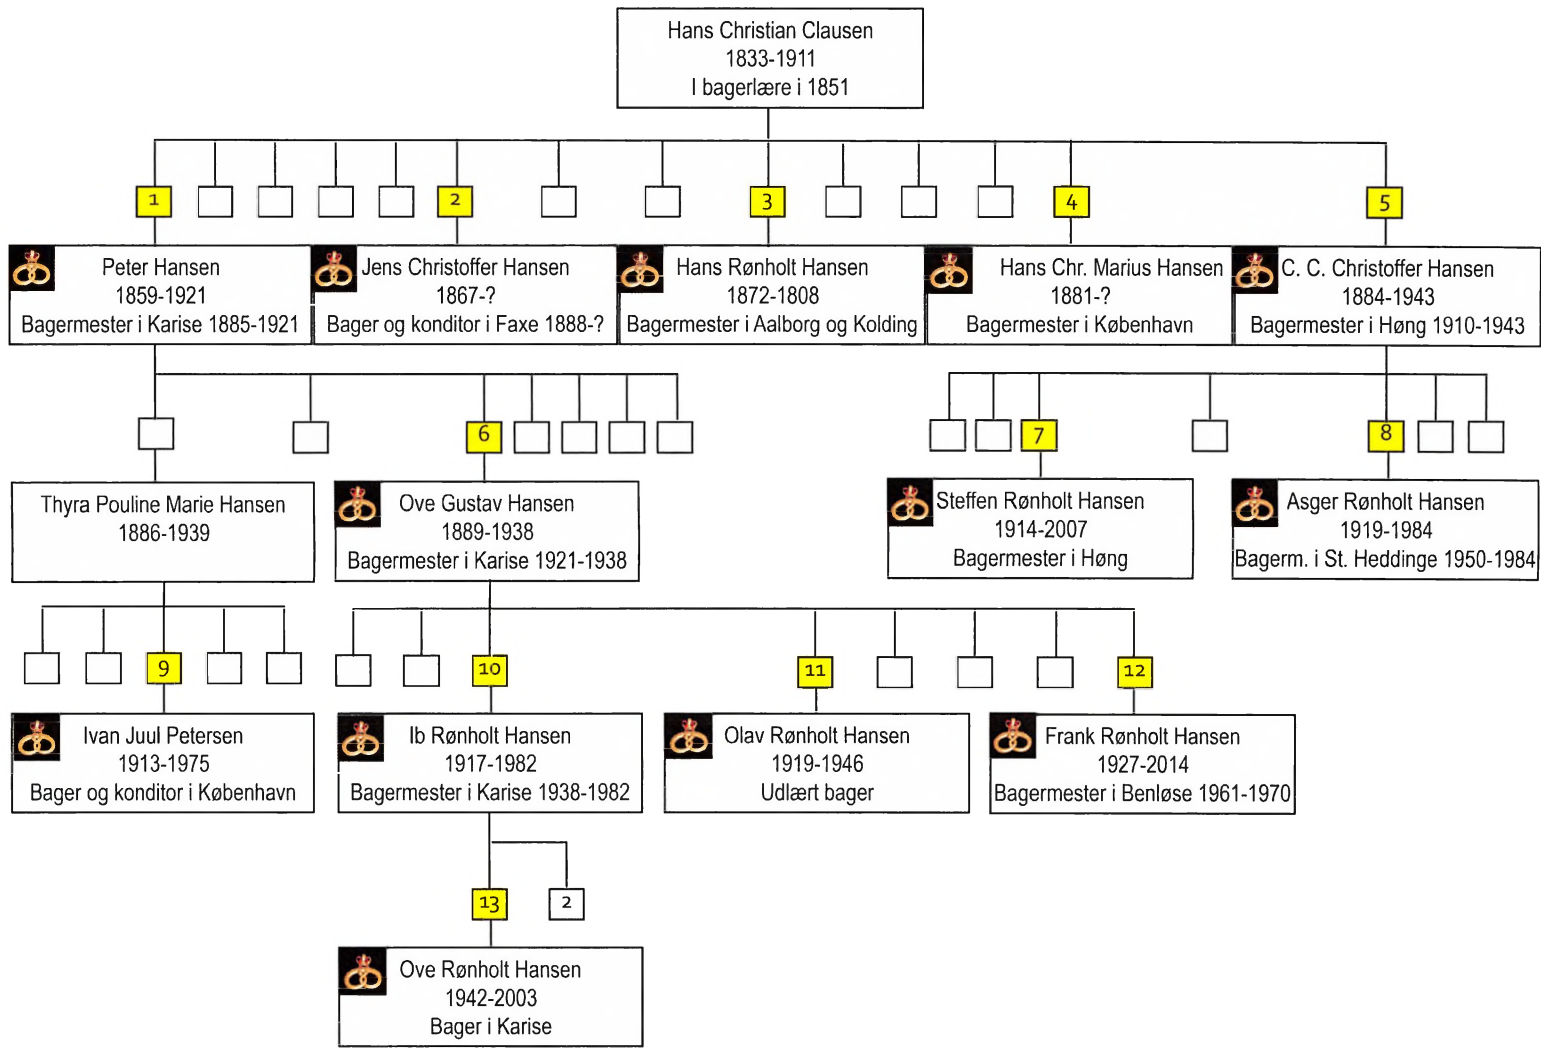 Hans Christian Clausen
1833-1911
I bagerlære i 1851
1
2
3
4
5
Peter Hansen
1859-1921
Bagermester i Karise 1885-1921
Jens Christoffer Hansen
1867-?
Bager og konditor i Faxe 1888-?
Hans Rønholt Hansen
1872-1808
Bagermester i Aalborg og Kolding
Hans Chr. Marius Hansen
1881-?
Bagermester i København
C. C. Christoffer Hansen
1884-1943
Bagermester i Høng 1910-1943
6
7
8
Thyra Pouline Marie Hansen
1886-1939
Ove Gustav Hansen
1889-1938
Bagermester i Karise 1921-1938
Steffen Rønholt Hansen
1914-2007
Bagermester i Høng
Asger Rønholt Hansen
1919-1984
Bagerm. i St. Heddinge 1950-1984
9
10
11
12
Ivan Juul Petersen
1913-1975
Bager og konditor i København
Ib Rønholt Hansen
1917-1982
Bagermester i Karise 1938-1982
Olav Rønholt Hansen
1919-1946
Udlært bager
Frank Rønholt Hansen
1927-2014
Bagermester i Benløse 1961-1970
13
2
Ove Rønholt Hansen
1942-2003
Bager i Karise